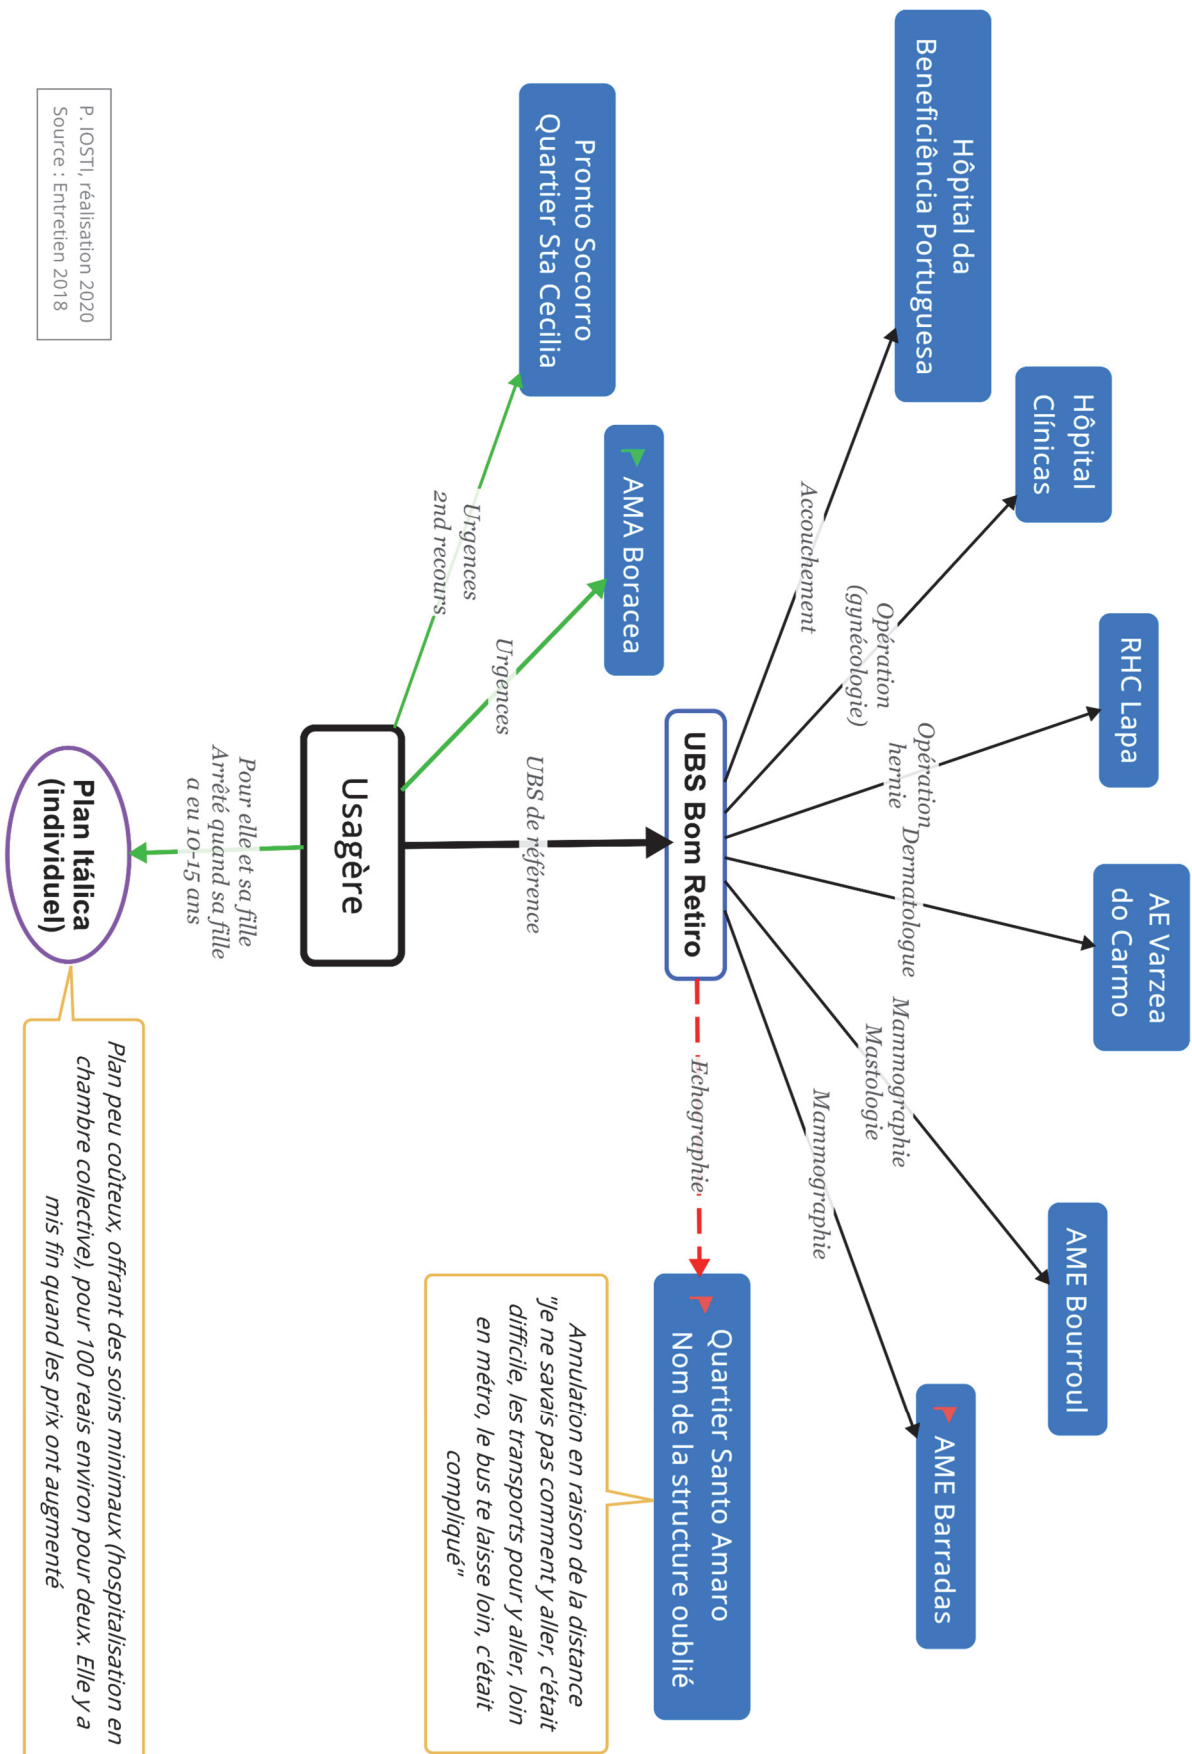 Hôpital da
Beneficiência Portuguesa
Hôpital
Clínicas
RHC Lapa
AE Varzea
do Carmo
AME Bourroul
AME Barradas
Accouchement
Opération
(gynécologie)
Opération
hernie
Dermatologue
Mammographie
Mastologie
Mammographie
Pronto Socorro
Quartier Sta Cecilia
AMA Boracea
UBS Bom Retiro
Echographie
Quartier Santo Amaro
Nom de la structure oublié
Annulation en raison de la distance
"Je ne savais pas comment y aller, c'était
difficile, les transports pour y aller, loin
en métro, le bus te laisse loin, c'était
compliqué"
Urgences
2nd recours
Urgences
UBS de référence
Usagère
Pour elle et sa fille
Arrêté quand sa fille
a eu 10-15 ans
Plan Itálica
(individuel)
Plan peu coûteux, offrant des soins minimaux (hospitalisation en
chambre collective), pour 100 reais environ pour deux. Elle y a
mis fin quand les prix ont augmenté
P. IOSTI, réalisation 2020
Source : Entretien 2018